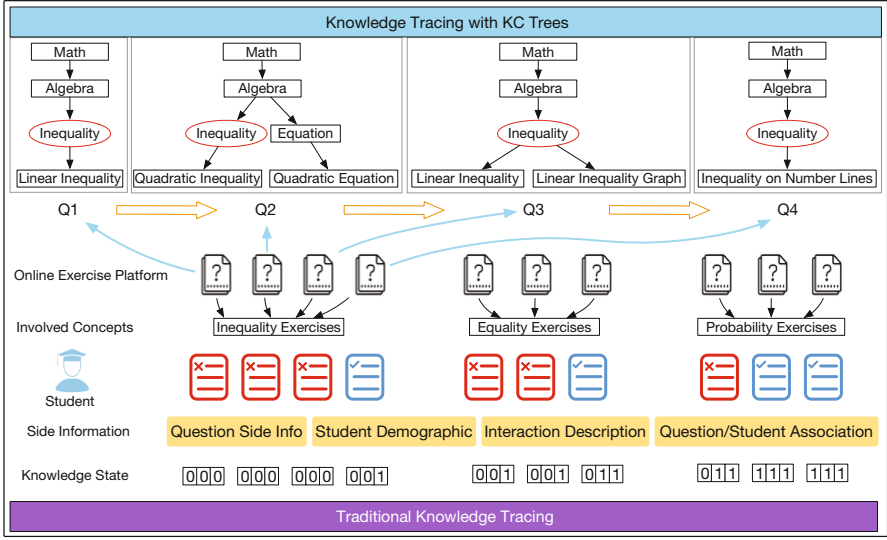 Knowledge Tracing with KC Trees
Math Math Math Math
Algebra Algebra Algebra Algebra
Inequality Inequality Equation Inequality Inequality
Linear Inequality Quadratic Inequality Quadratic Equation Linear Inequality Linear Inequality Graph Inequality on Number Lines
Q1 Q2 Q3 Q4
Online Exercise Platform ? ? ? ? ? ? ? ? ? ?
Involved Concepts Inequality Exercises Equality Exercises Probability Exercises
Student
Side Information Question Side Info Student Demographic Interaction Description Question/Student Association
Knowledge State 000 000 000 001 001 001 011 011 111 111
Traditional Knowledge Tracing